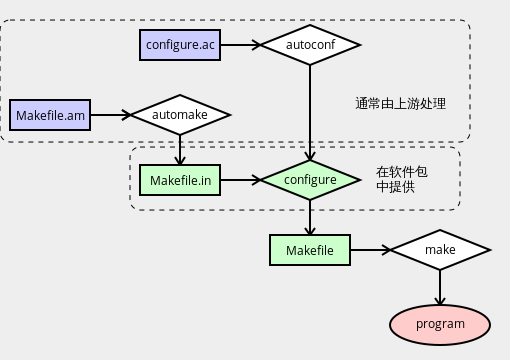 configure.ac
autoconf
通常由上游处理
Makefile.am
automake
在软件包
中提供
Makefile.in
configure
Makefile
make
program